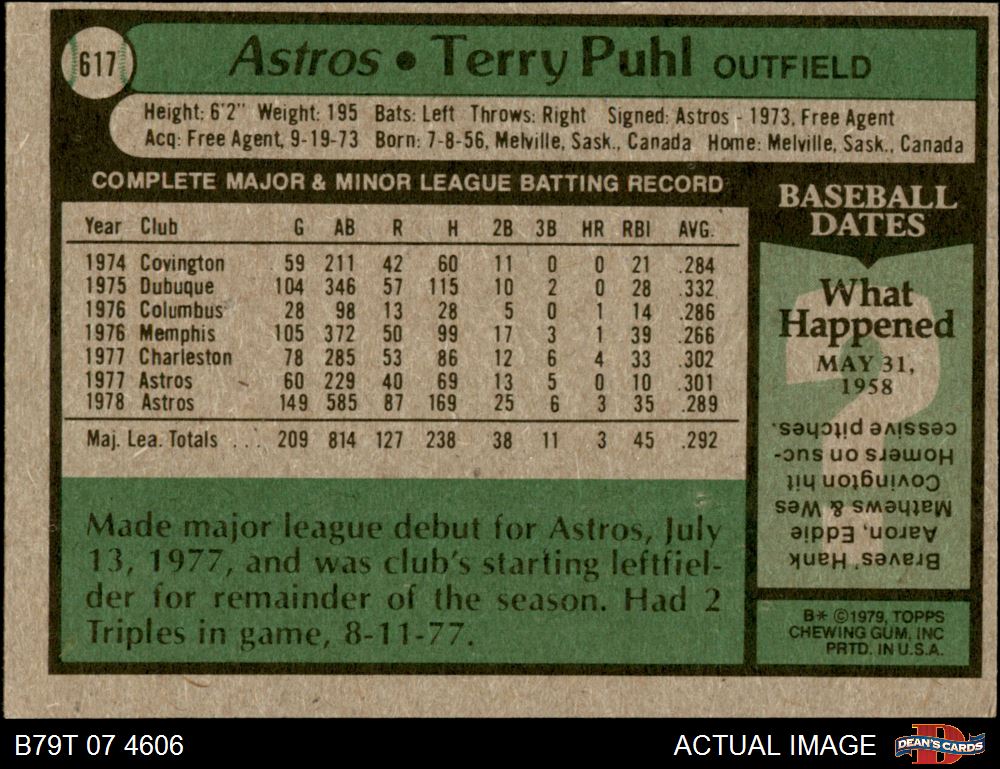 617
Astros • Terry Puhl OUTFIELD
Height: 6'2" Weight: 195 Bats: Left Throws: Right Signed: Astros - 1973, Free Agent
Acq: Free Agent, 9-19-73 Born: 7-8-56, Melville, Sask., Canada Home: Melville, Sask., Canada
COMPLETE MAJOR & MINOR LEAGUE BATTING RECORD
Year Club G AB R H 2B 3B HR RBI AVG.
1974 Covington 59 211 42 60 11 0 0 21 .284
1975 Dubuque 104 346 57 115 10 2 0 28 .332
1976 Columbus 28 98 13 28 5 0 1 14 .286
1976 Memphis 105 372 50 99 17 3 1 39 .266
1977 Charleston 78 285 53 86 12 6 4 33 .302
1977 Astros 60 229 40 69 13 5 0 10 .301
1978 Astros 149 585 87 169 25 6 3 35 .289
Maj. Lea. Totals ... 209 814 127 238 38 11 3 45 .292
Made major league debut for Astros, July
13, 1977, and was club's starting leftfiel-
der for remainder of the season. Had 2
Triples in game, 8-11-77.
BASEBALL
DATES
What
Happened
MAY 31,
1958
Braves' Hank
Aaron, Eddie
Mathews & Wes
Covington hit
Homers on suc-
cessive pitches.
B* ©1979, TOPPS
CHEWING GUM, INC
PRTD. IN U.S.A.
B79T 07 4606
ACTUAL IMAGE
D
DEAN'S CARDS